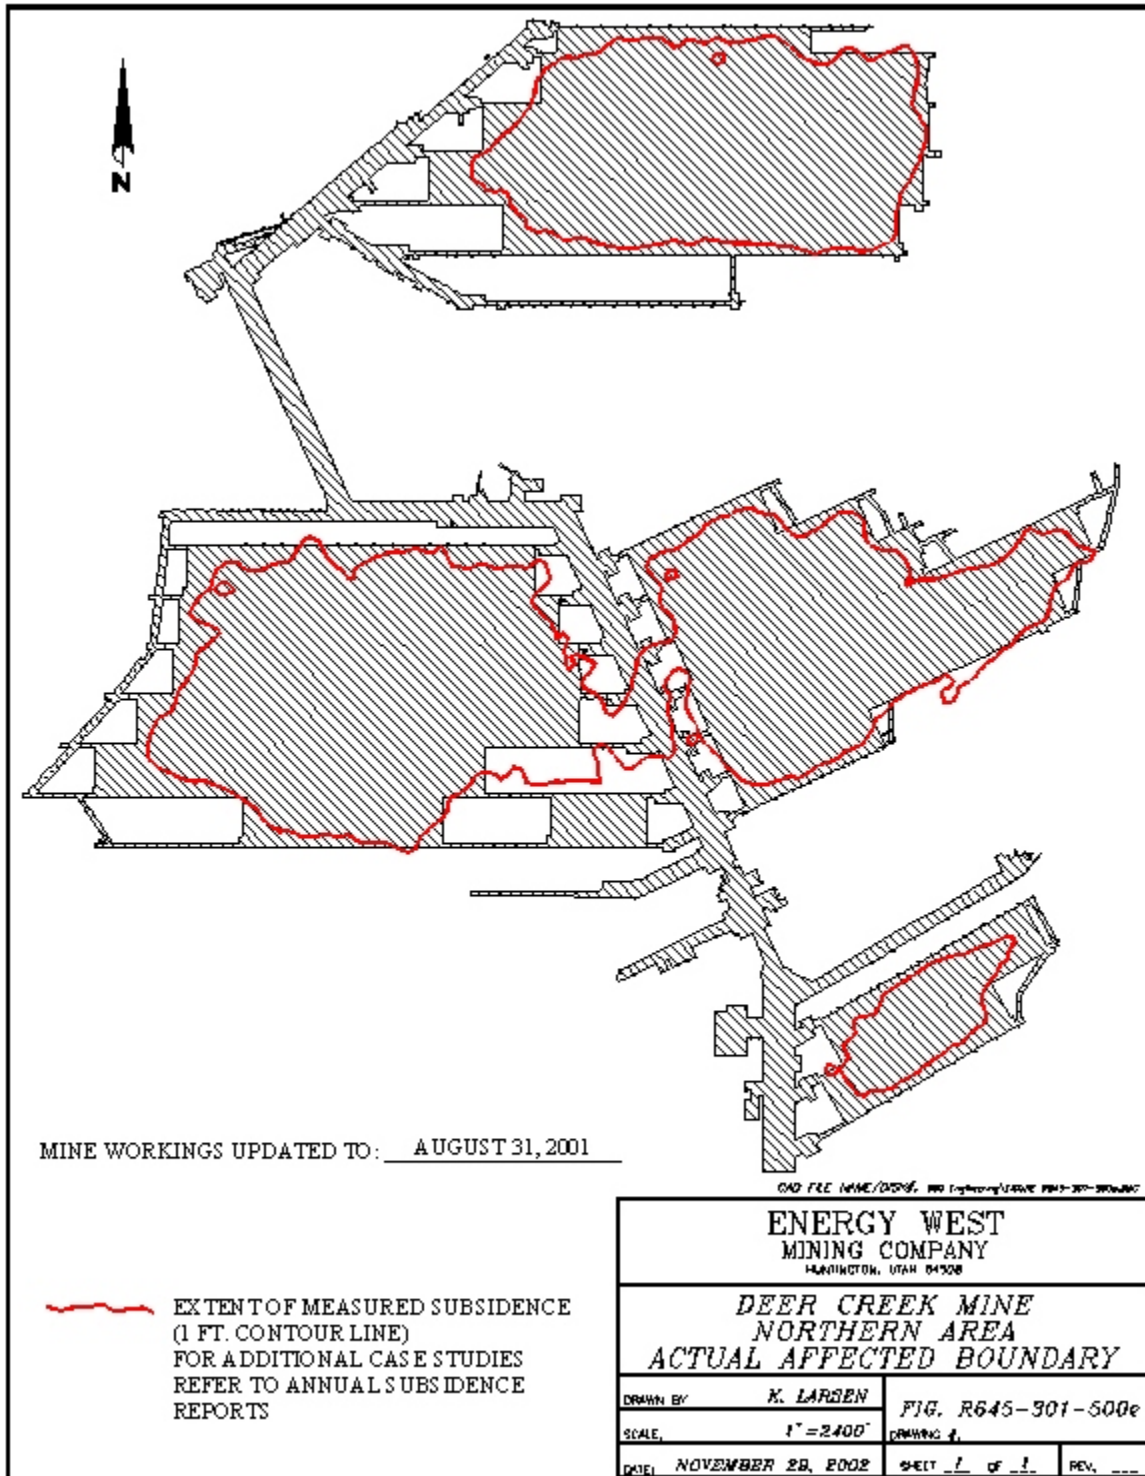 N
MINE WORKINGS UPDATED TO: AUGUST 31, 2001
CAD FILE NAME/DISK#:
ENERGY WEST
MINING COMPANY
HUNTINGTON, UTAH 84528
EXTENT OF MEASURED SUBSIDENCE
(1 FT. CONTOUR LINE)
FOR ADDITIONAL CASE STUDIES
REFER TO ANNUAL SUBSIDENCE
REPORTS
DEER CREEK MINE
NORTHERN AREA
ACTUAL AFFECTED BOUNDARY
DRAWN BY K. LARSEN
FIG. R645-301-500e
SCALE: 1" = 2400'
DRAWING #:
DATE: NOVEMBER 29, 2002
SHEET 1 OF 1 REV. ___